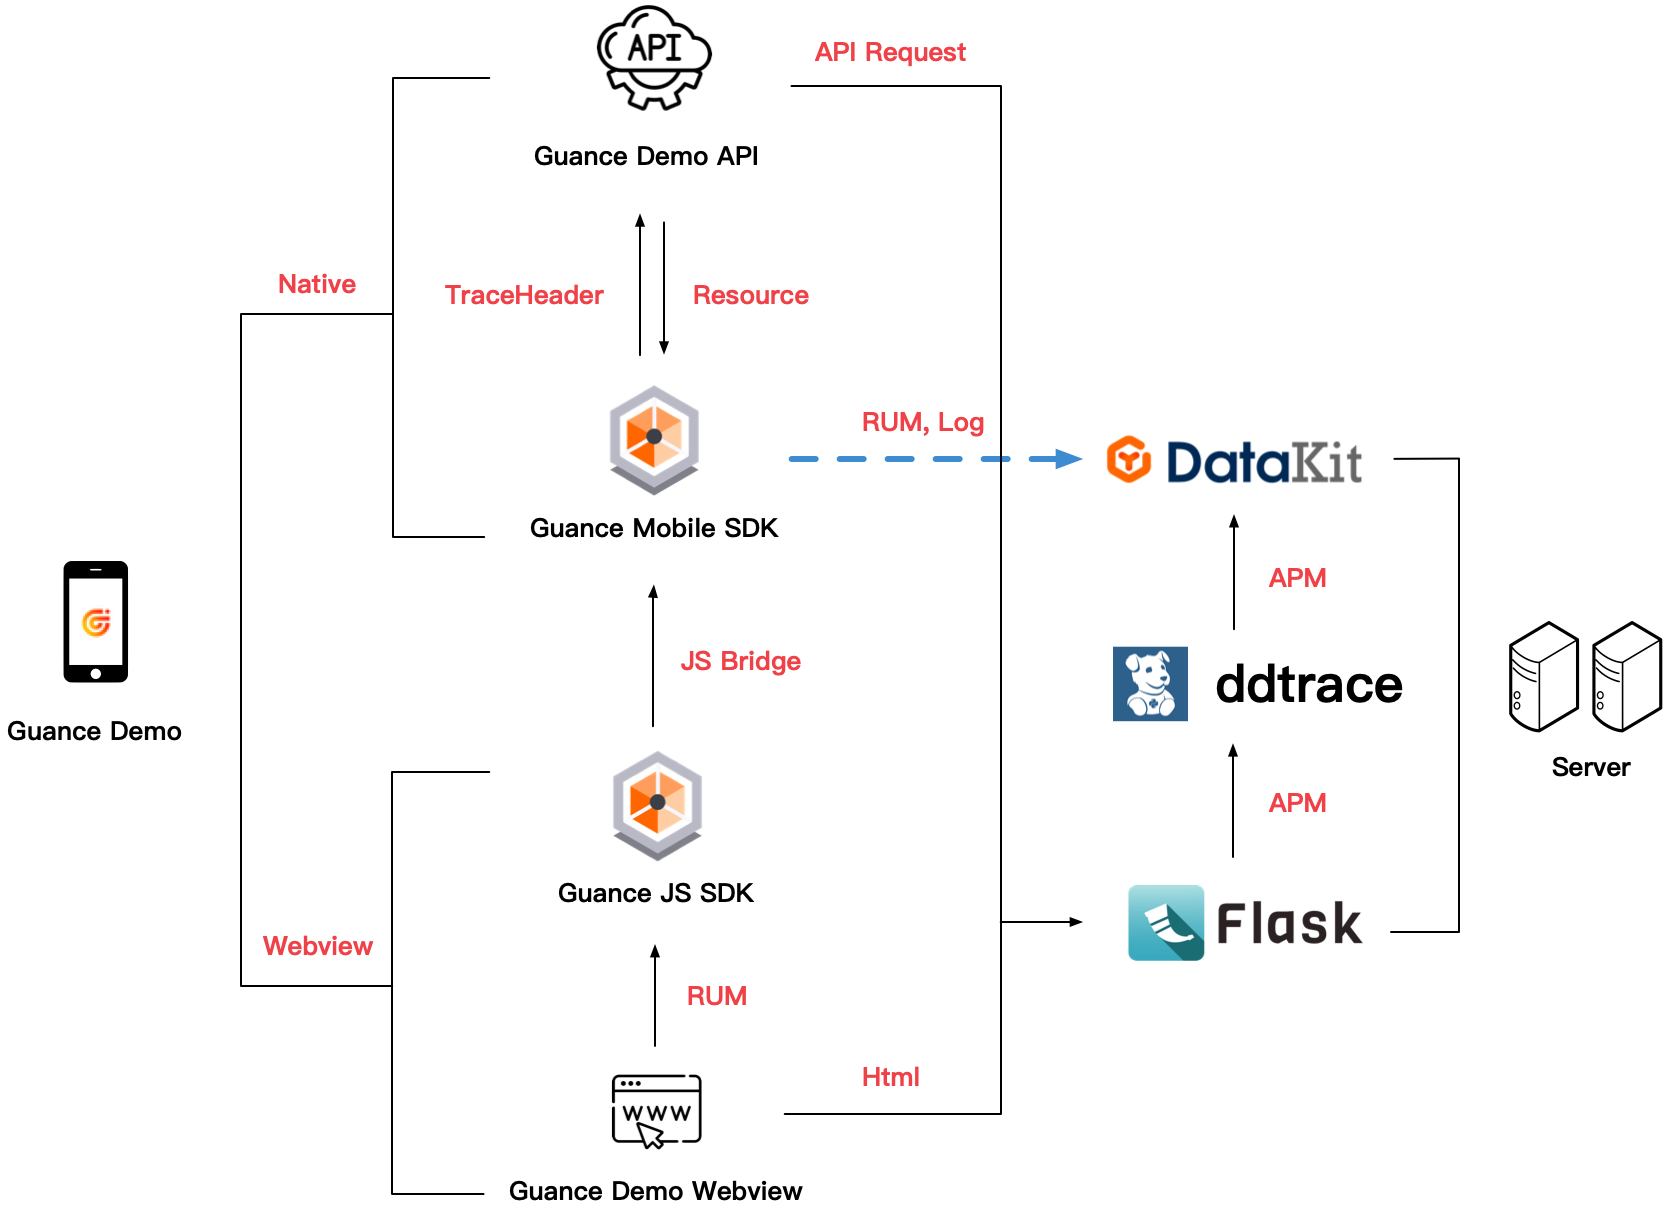 API
API Request
Guance Demo API
Native
TraceHeader
Resource
RUM, Log
DataKit
Guance Mobile SDK
APM
JS Bridge
ddtrace
Guance Demo
Server
APM
Guance JS SDK
Flask
Webview
RUM
Html
WWW
Guance Demo Webview